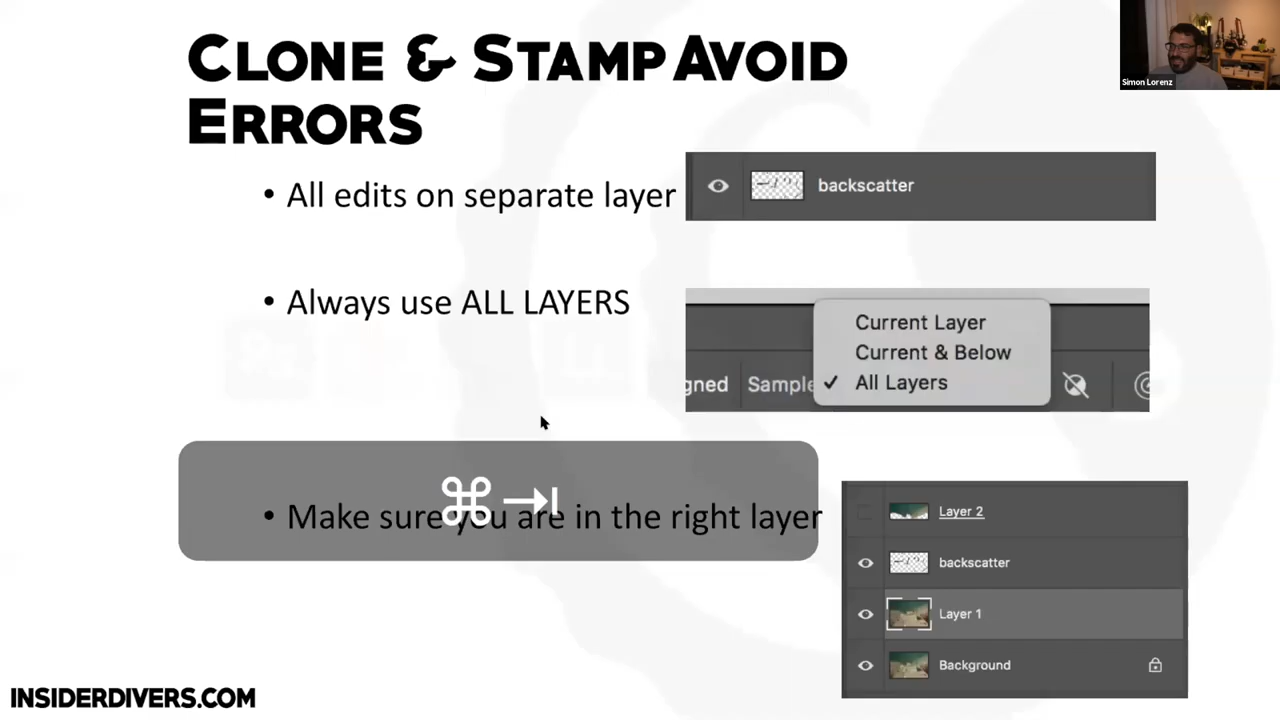 CLONE & STAMP AVOID
ERRORS
Simon Lorenz
• All edits on separate layer
backscatter
• Always use ALL LAYERS
Current Layer
Current & Below
gned Sample ✓ All Layers
⌘⇥
• Make sure you are in the right layer
Layer 2
backscatter
Layer 1
Background
INSIDERDIVERS.COM